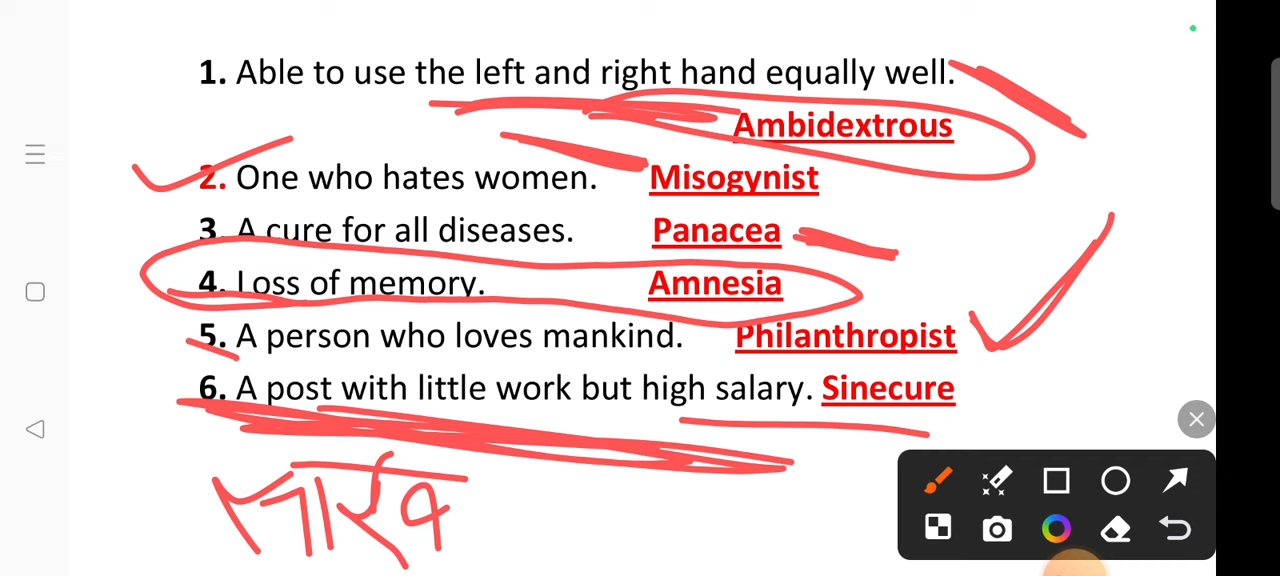 1. Able to use the left and right hand equally well.
Ambidextrous
2. One who hates women. Misogynist
3. A cure for all diseases. Panacea
4. Loss of memory. Amnesia
5. A person who loves mankind. Philanthropist
6. A post with little work but high salary. Sinecure